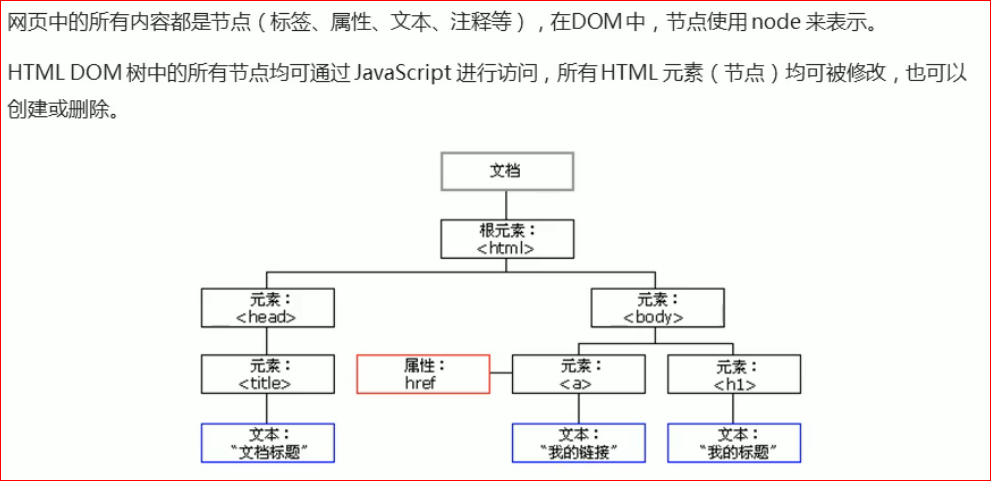 网页中的所有内容都是节点（标签、属性、文本、注释等），在DOM 中，节点使用 node 来表示。
HTML DOM 树中的所有节点均可通过 JavaScript 进行访问，所有 HTML 元素（节点）均可被修改，也可以
创建或删除。
文档
根元素：
<html>
元素：
<head>
元素：
<body>
元素：
<title>
属性：
href
元素：
<a>
元素：
<h1>
文本：
“文档标题”
文本：
“我的链接”
文本：
“我的标题”